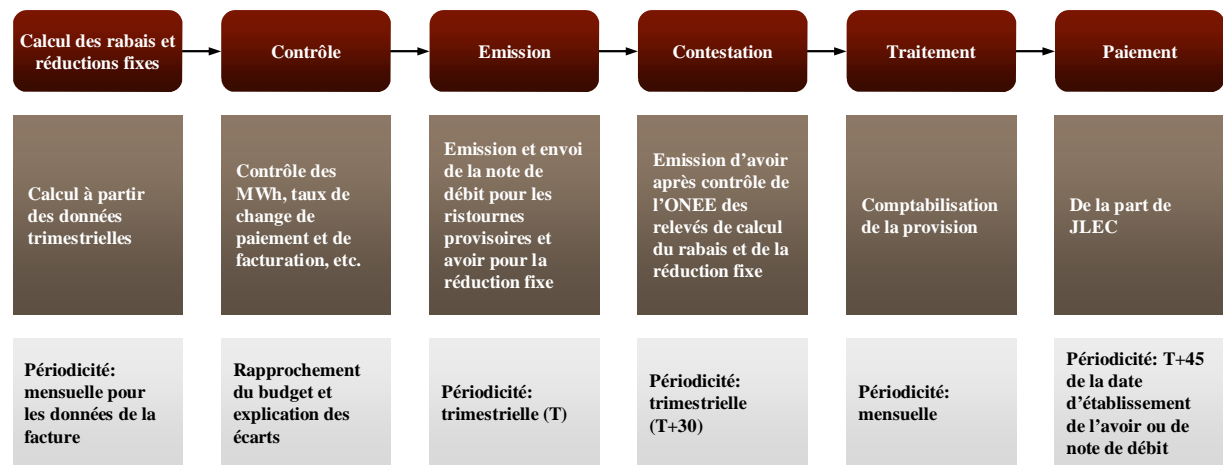 Calcul des rabais et
réductions fixes
Contrôle
Emission
Contestation
Traitement
Paiement
Calcul à partir
des données
trimestrielles
Contrôle des
MWh, taux de
change de
paiement et de
facturation, etc.
Emission et envoi
de la note de
débit pour les
ristournes
provisoires et
avoir pour la
réduction fixe
Emission d’avoir
après contrôle de
l’ONEE des
relevés de calcul
du rabais et de la
réduction fixe
Comptabilisation
de la provision
De la part de
JLEC
Périodicité:
mensuelle pour
les données de la
facture
Rapprochement
du budget et
explication des
écarts
Périodicité:
trimestrielle (T)
Périodicité:
trimestrielle
(T+30)
Périodicité:
mensuelle
Périodicité: T+45
de la date
d’établissement
de l’avoir ou de
note de débit